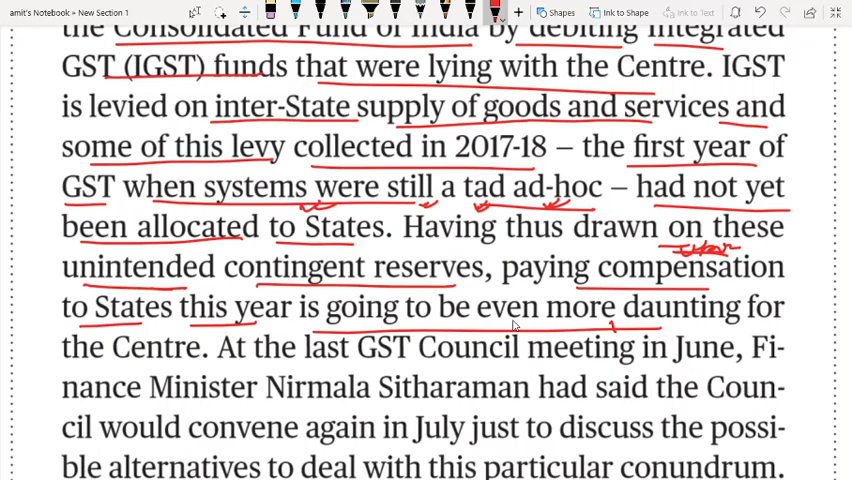 amit's Notebook » New Section 1
Shapes
Ink to Shape
Ink to Text
the Consolidated Fund of India by debiting Integrated
GST (IGST) funds that were lying with the Centre. IGST
is levied on inter-State supply of goods and services and
some of this levy collected in 2017-18 – the first year of
GST when systems were still a tad ad-hoc – had not yet
been allocated to States. Having thus drawn on these
unintended contingent reserves, paying compensation
to States this year is going to be even more daunting for
the Centre. At the last GST Council meeting in June, Fi-
nance Minister Nirmala Sitharaman had said the Coun-
cil would convene again in July just to discuss the possi-
ble alternatives to deal with this particular conundrum.